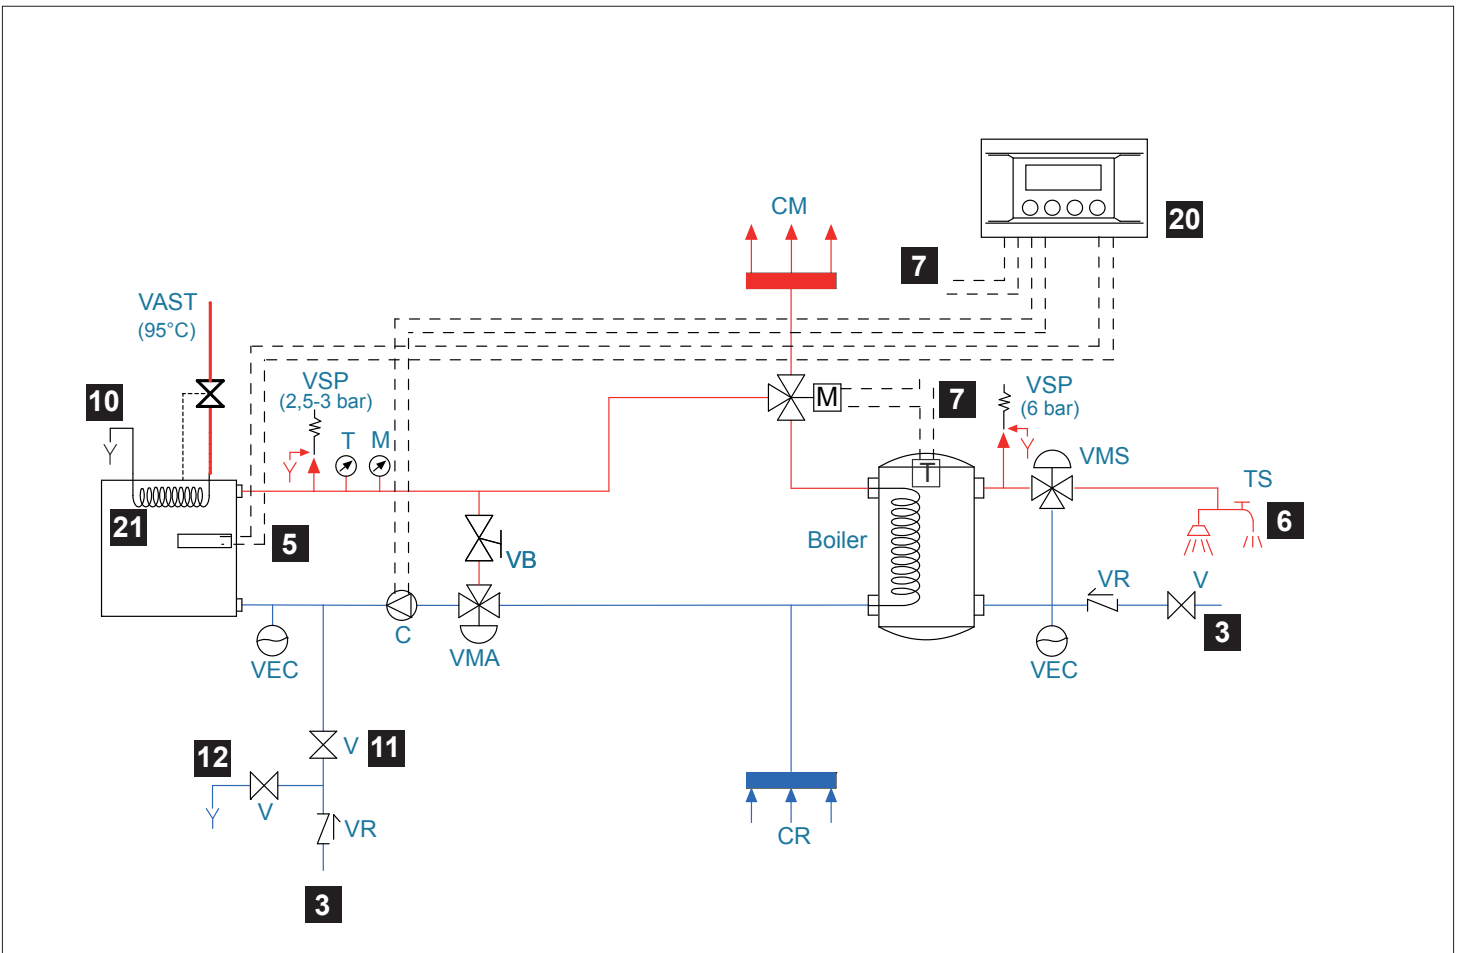 20
CM
7
VAST
(95°C)
10
VSP
(2,5-3 bar)
T
M
M
7
VSP
(6 bar)
VMS
TS
6
T
21
5
VB
Boiler
VR
V
3
C
VMA
VEC
VEC
V
11
12
V
VR
CR
3